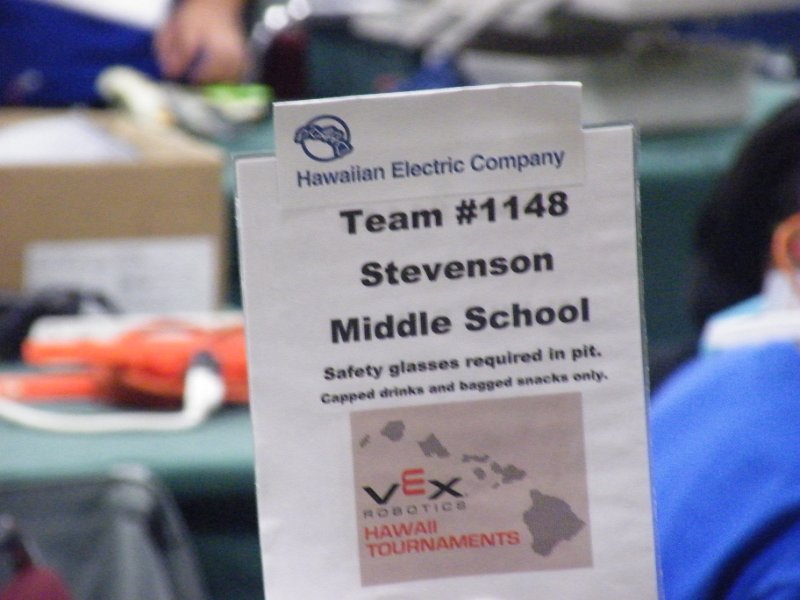 Hawaiian Electric Company
Team #1148
Stevenson
Middle School
Safety glasses required in pit.
Capped drinks and bagged snacks only.
VEX
ROBOTICS
HAWAII
TOURNAMENTS